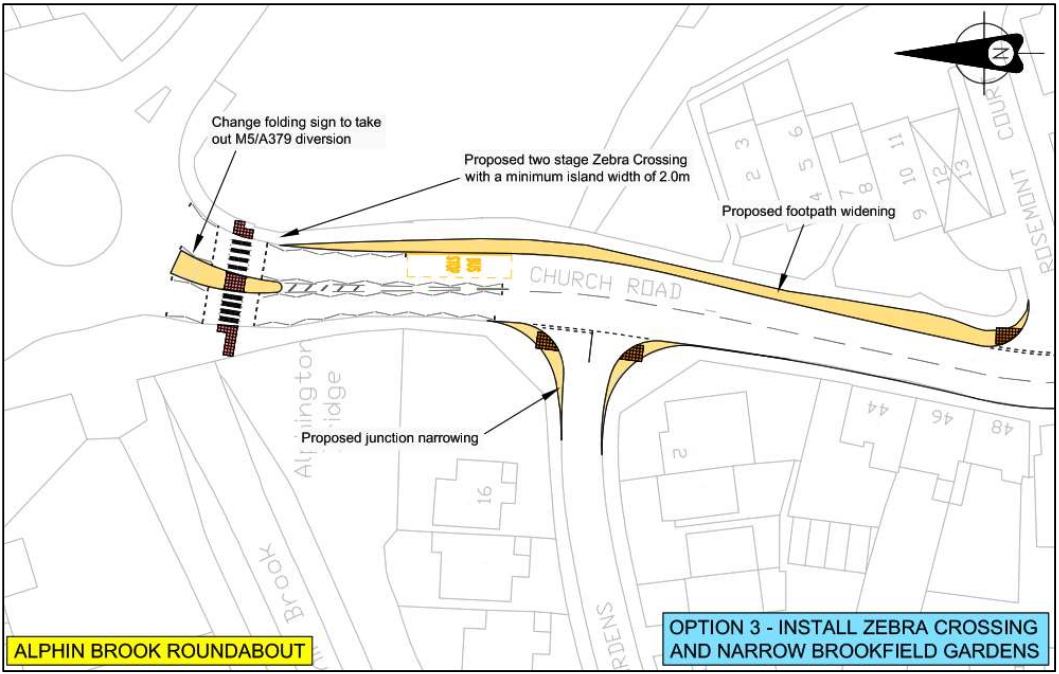 N
Change folding sign to take
out M5/A379 diversion
Proposed two stage Zebra Crossing
with a minimum island width of 2.0m
Proposed footpath widening
ROSEMONT COURT
2
3
4
5
6
7
8
9
10
11
12
13
BUS
STOP
CHURCH ROAD
Proposed junction narrowing
16
2
44
46
48
Brook
RDENS
ALPHIN BROOK ROUNDABOUT
OPTION 3 - INSTALL ZEBRA CROSSING
AND NARROW BROOKFIELD GARDENS